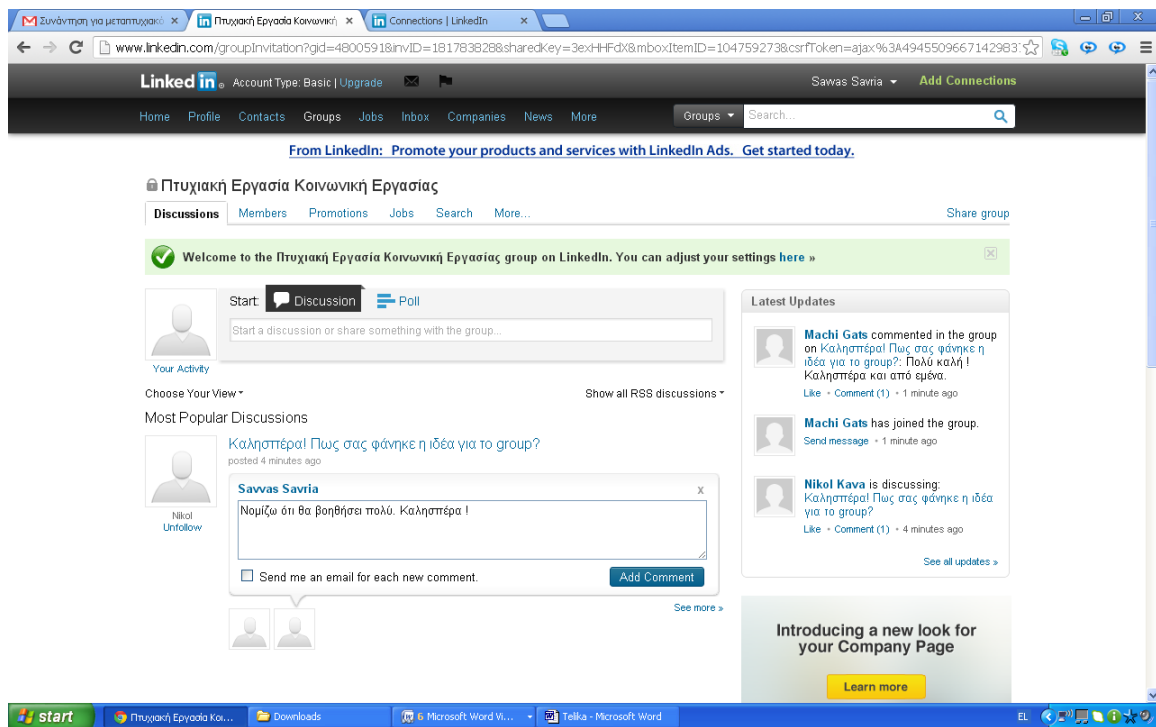 Συνάντηση για μεταπτυχιακό
Πτυχιακή Εργασία Κοινωνική
Connections | LinkedIn
www.linkedin.com/groupInvitation?gid=4800591&invID=181783828&sharedKey=3exHHFdX&mboxItemID=104759273&csrfToken=ajax%3A4945509667142983
Linked in Account Type: Basic | Upgrade Savvas Savria Add Connections
Home Profile Contacts Groups Jobs Inbox Companies News More Groups Search...
From LinkedIn: Promote your products and services with LinkedIn Ads. Get started today.
Πτυχιακή Εργασία Κοινωνική Εργασίας
Discussions Members Promotions Jobs Search More... Share group
Welcome to the Πτυχιακή Εργασία Κοινωνική Εργασίας group on LinkedIn. You can adjust your settings here »
Start: Discussion Poll
Start a discussion or share something with the group...
Your Activity
Choose Your View Show all RSS discussions
Most Popular Discussions
Καλησπέρα! Πως σας φάνηκε η ιδέα για το group?
posted 4 minutes ago
Nikol
Unfollow
Savvas Savria x
Νομίζω ότι θα βοηθήσει πολύ. Καλησπέρα !
Send me an email for each new comment. Add Comment
See more »
Latest Updates
Machi Gats commented in the group
on Καλησπέρα! Πως σας φάνηκε η
ιδέα για το group?: Πολύ καλή !
Καλησπέρα και από εμένα.
Like • Comment (1) • 1 minute ago
Machi Gats has joined the group.
Send message • 1 minute ago
Nikol Kava is discussing:
Καλησπέρα! Πως σας φάνηκε η ιδέα
για το group?
Like • Comment (1) • 4 minutes ago
See all updates »
Introducing a new look for
your Company Page
Learn more
start Πτυχιακή Εργασία Κοι... Downloads 6 Microsoft Word Vi... Telika - Microsoft Word EL